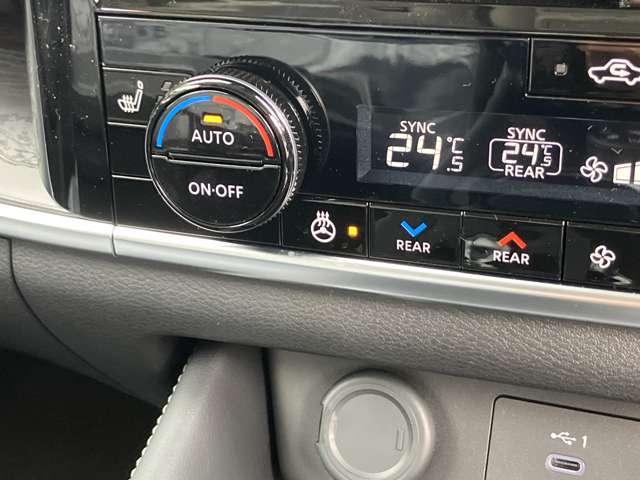 AUTO
ON·OFF
SYNC
24.5°C
SYNC
24.5°C
REAR
REAR
REAR
1